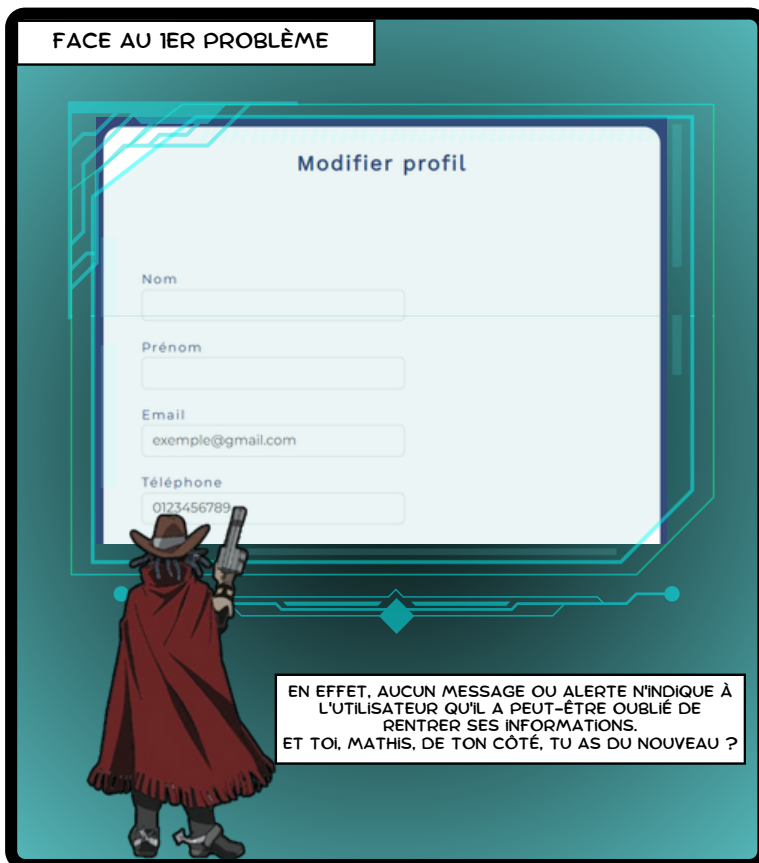 FACE AU 1ER PROBLÈME
Modifier profil
Nom
Prénom
Email
exemple@gmail.com
Téléphone
0123456789
EN EFFET, AUCUN MESSAGE OU ALERTE N'INDIQUE À
L'UTILISATEUR QU'IL A PEUT-ÊTRE OUBLIÉ DE
RENTRER SES INFORMATIONS.
ET TOI, MATHIS, DE TON CÔTÉ, TU AS DU NOUVEAU ?